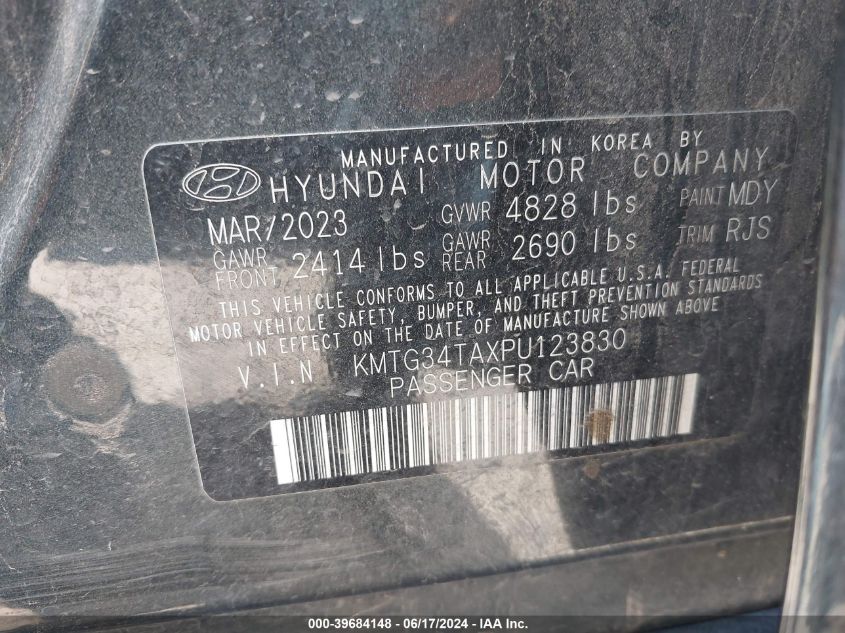 MANUFACTURED IN KOREA BY
HYUNDAI MOTOR COMPANY
MAR/2023 GVWR 4828 lbs PAINT MDY
GAWR FRONT 2414 lbs GAWR REAR 2690 lbs TRIM RJS
THIS VEHICLE CONFORMS TO ALL APPLICABLE U.S.A. FEDERAL
MOTOR VEHICLE SAFETY, BUMPER, AND THEFT PREVENTION STANDARDS
IN EFFECT ON THE DATE OF MANUFACTURE SHOWN ABOVE
V.I.N KMTG34TAXPU123830
PASSENGER CAR
000-39684148 - 06/17/2024 - IAA Inc.